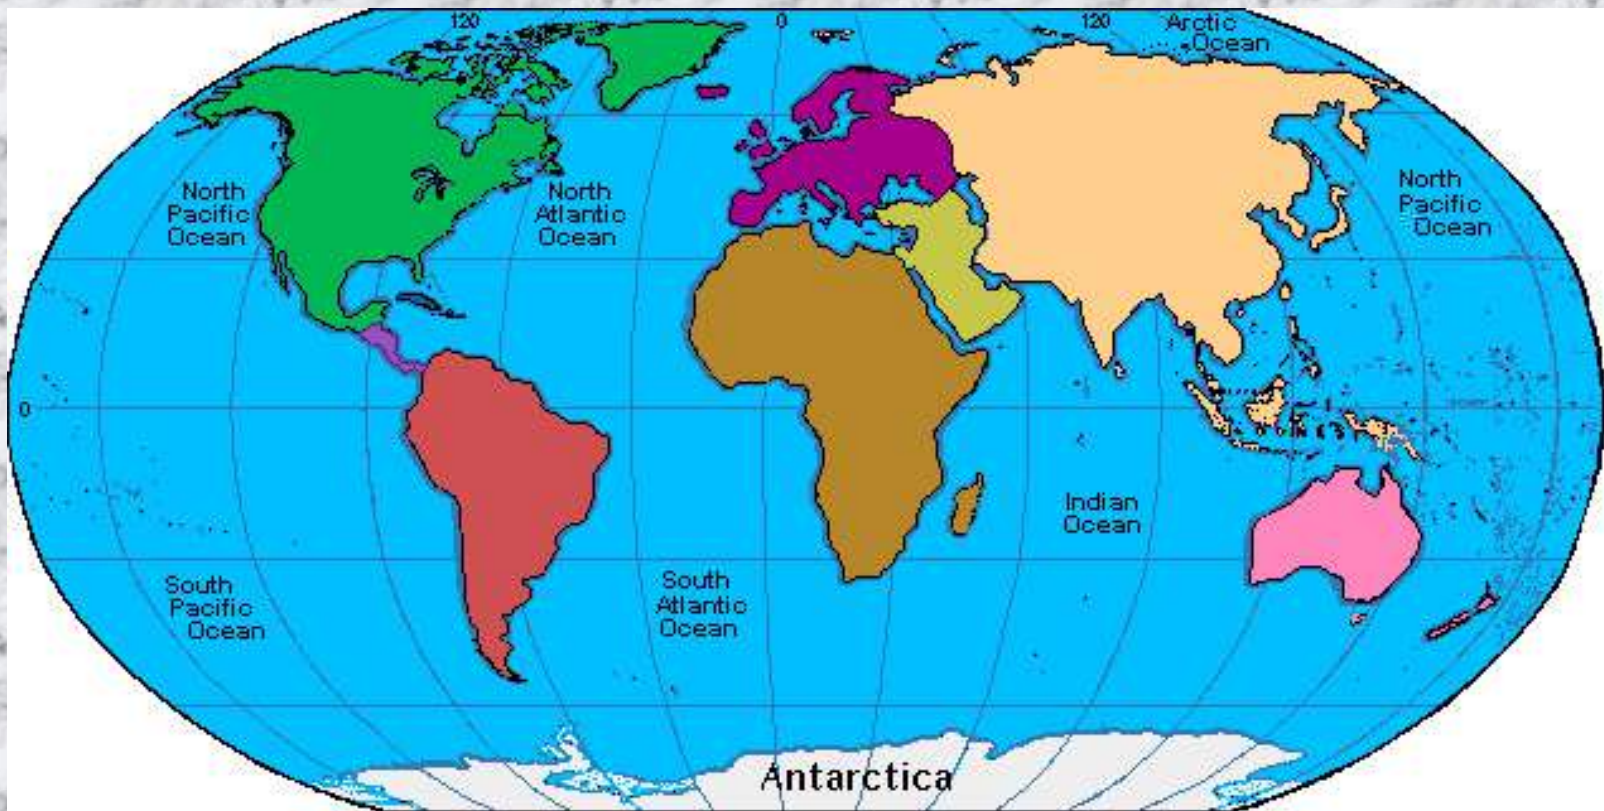 120
0
120
Arctic
Ocean
North
Pacific
Ocean
North
Atlantic
Ocean
North
Pacific
Ocean
0
Indian
Ocean
South
Pacific
Ocean
South
Atlantic
Ocean
Antarctica